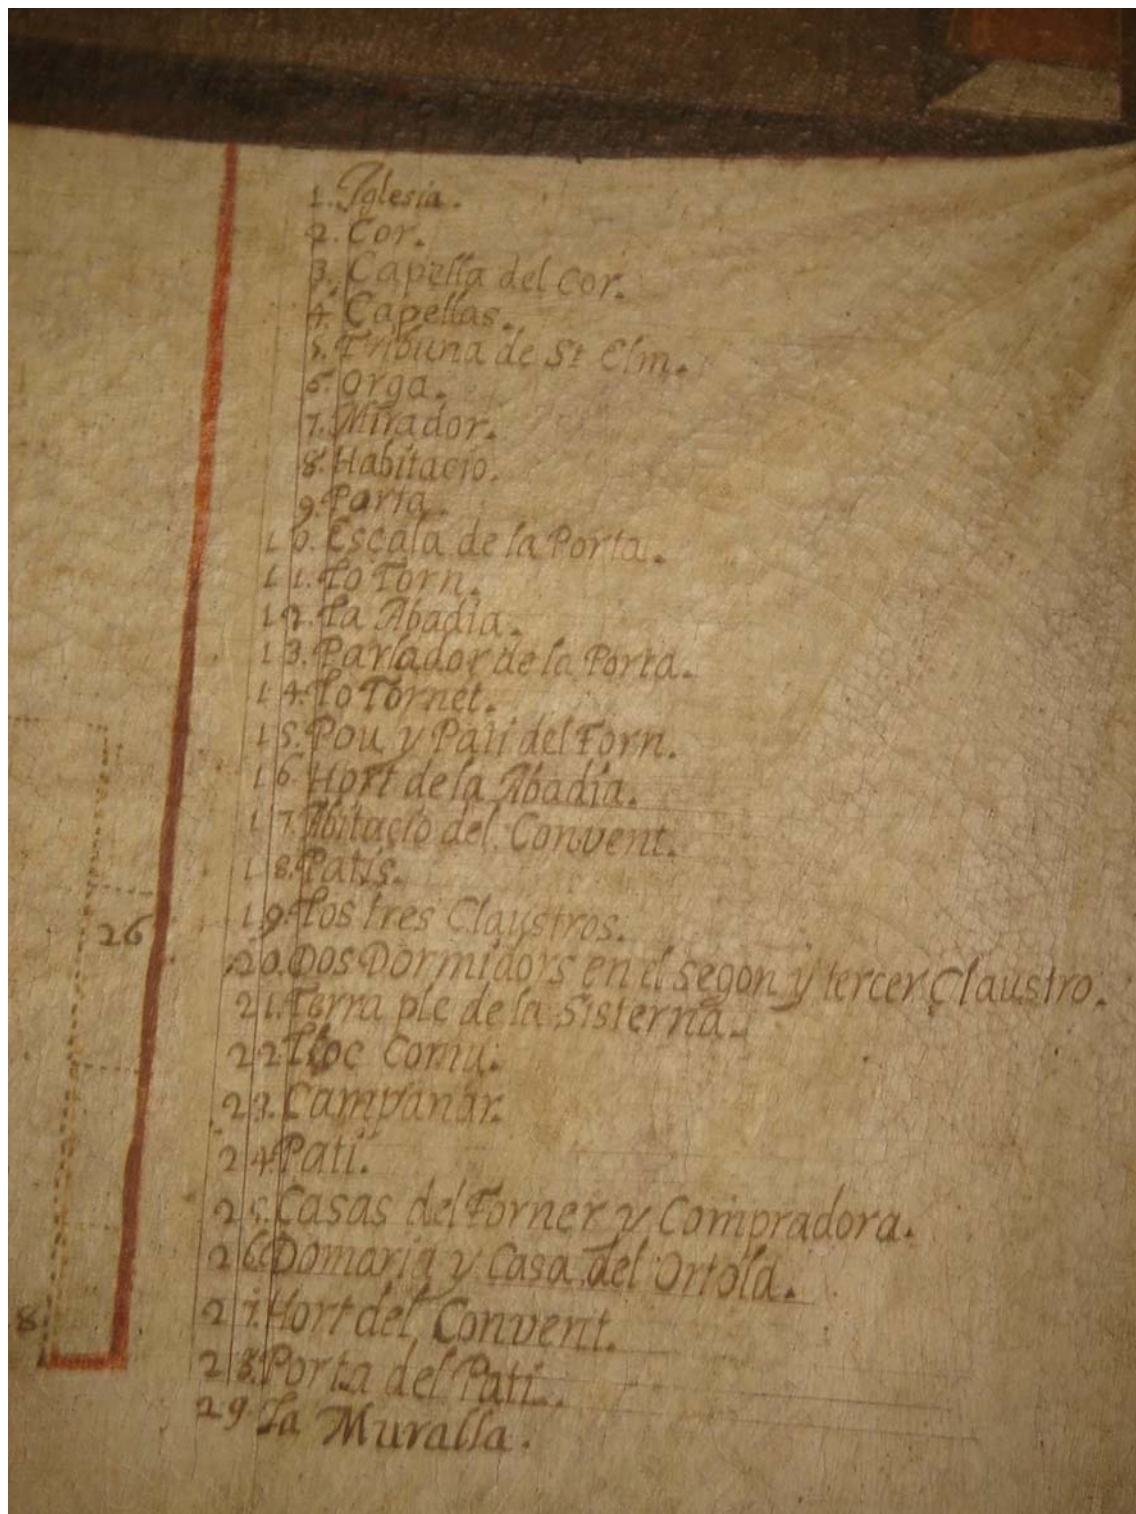 1. Iglesia.
2. Cor.
3. Capella del Cor.
4. Capellas.
5. Tribuna de St Elm.
6. Orga.
7. Mirador.
8. Habitacio.
9. Porta.
10. Escala de la Porta.
11. Lo Torn.
12. La Abadia.
13. Parlador de la Porta.
14. Lo Tornet.
15. Pou y Pati del Forn.
16. Hort de la Abadia.
17. Abitacio del Convent.
18. Patis.
19. Los tres Claustros.
26
20. Dos Dormidors en el segon y tercer Claustro.
21. Terra ple de la Sisterna.
22. Lloc Comu.
23. Campanar.
24. Pati.
25. Casas del Forner y Compradora.
26. Domaria y Casa del Ortola.
27. Hort del Convent.
8
28. Porta del Pati.
29. La Muralla.